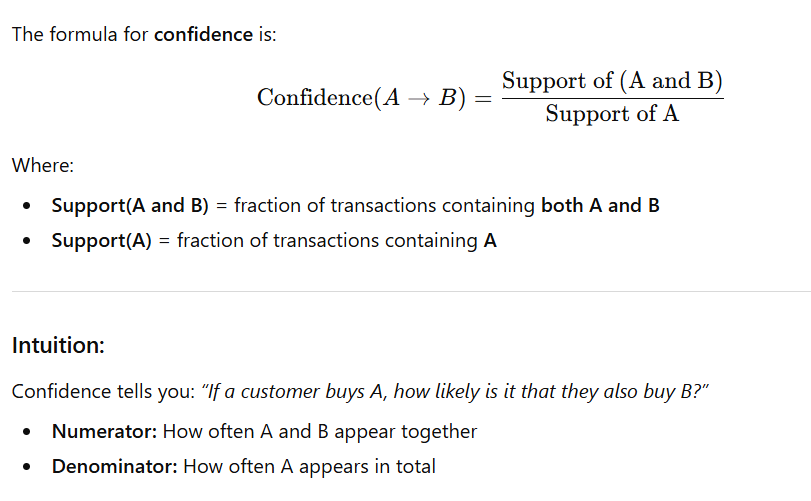 The formula for confidence is:
Confidence(A → B) = Support of (A and B) / Support of A
Where:
• Support(A and B) = fraction of transactions containing both A and B
• Support(A) = fraction of transactions containing A
Intuition:
Confidence tells you: “If a customer buys A, how likely is it that they also buy B?”
• Numerator: How often A and B appear together
• Denominator: How often A appears in total